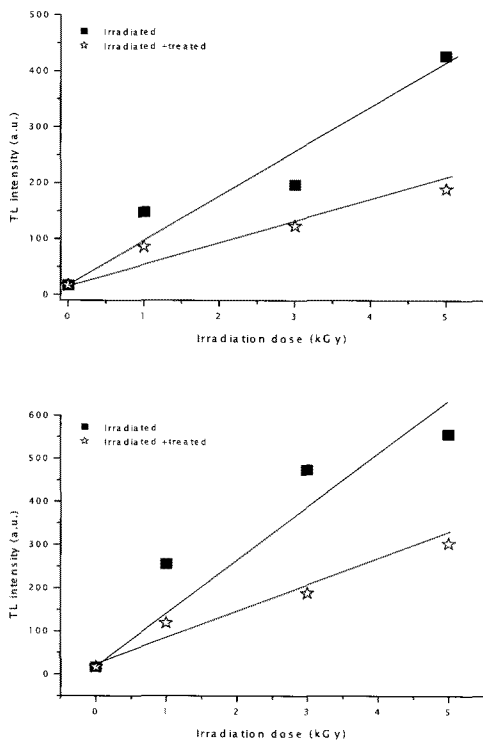 Irradiated
Irradiated +treated
500
400
300
200
100
0
TL intensity (a.u.)
0 1 2 3 4 5
Irradiation dose (kGy)
Irradiated
Irradiated +treated
600
500
400
300
200
100
0
TL intensity (a.u.)
0 1 2 3 4 5
Irradiation dose (kGy)